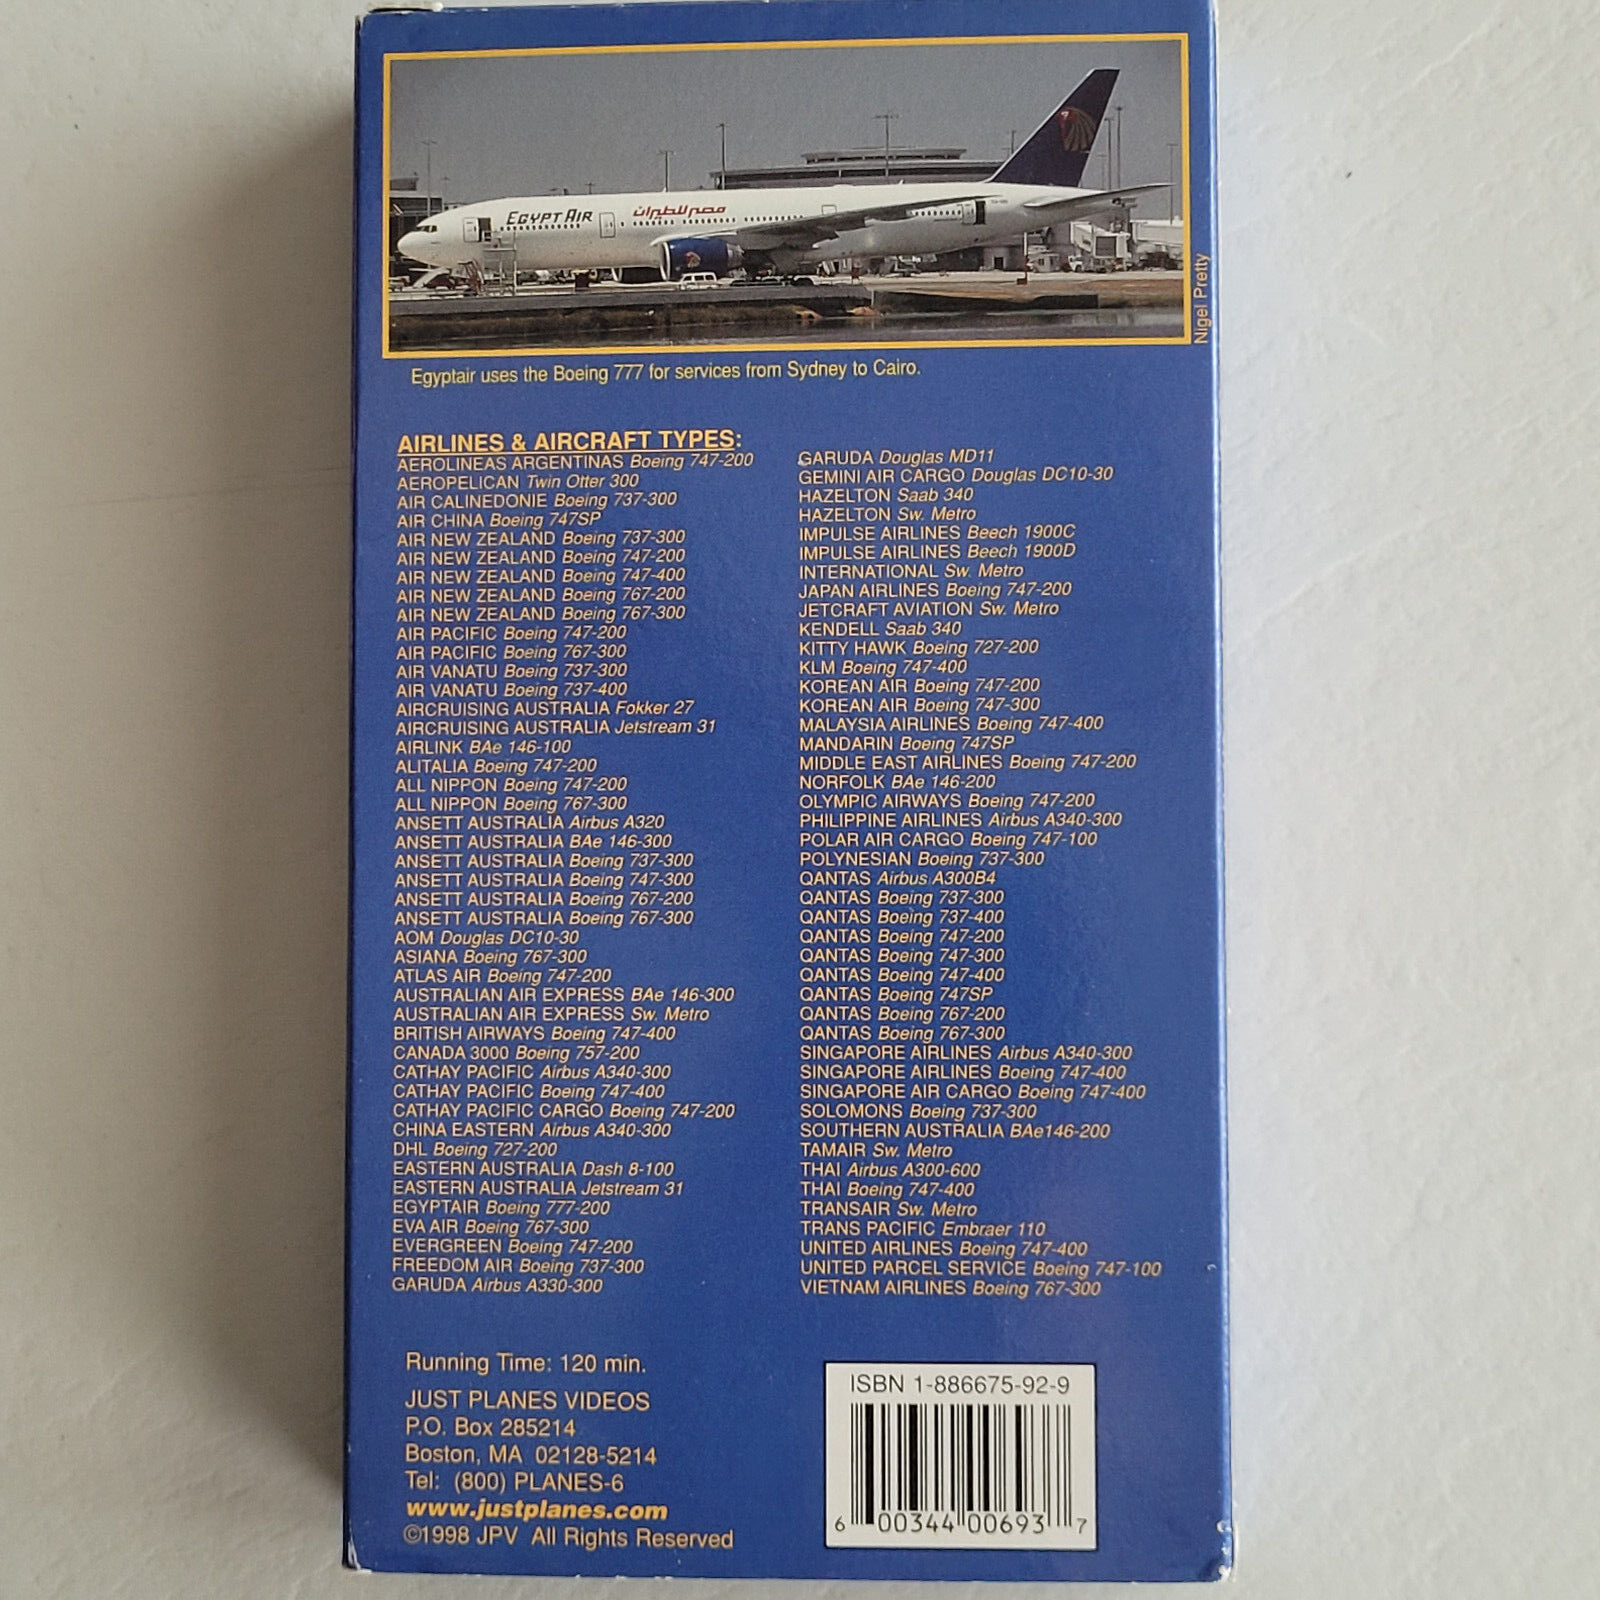 EGYPT AIR مصر للطيران
Nigel Pretty
Egyptair uses the Boeing 777 for services from Sydney to Cairo.
AIRLINES & AIRCRAFT TYPES:
AEROLINEAS ARGENTINAS Boeing 747-200
AEROPELICAN Twin Otter 300
AIR CALINEDONIE Boeing 737-300
AIR CHINA Boeing 747SP
AIR NEW ZEALAND Boeing 737-300
AIR NEW ZEALAND Boeing 747-200
AIR NEW ZEALAND Boeing 747-400
AIR NEW ZEALAND Boeing 767-200
AIR NEW ZEALAND Boeing 767-300
AIR PACIFIC Boeing 747-200
AIR PACIFIC Boeing 767-300
AIR VANATU Boeing 737-300
AIR VANATU Boeing 737-400
AIRCRUISING AUSTRALIA Fokker 27
AIRCRUISING AUSTRALIA Jetstream 31
AIRLINK BAe 146-100
ALITALIA Boeing 747-200
ALL NIPPON Boeing 747-200
ALL NIPPON Boeing 767-300
ANSETT AUSTRALIA Airbus A320
ANSETT AUSTRALIA BAe 146-300
ANSETT AUSTRALIA Boeing 737-300
ANSETT AUSTRALIA Boeing 747-300
ANSETT AUSTRALIA Boeing 767-200
ANSETT AUSTRALIA Boeing 767-300
AOM Douglas DC10-30
ASIANA Boeing 767-300
ATLAS AIR Boeing 747-200
AUSTRALIAN AIR EXPRESS BAe 146-300
AUSTRALIAN AIR EXPRESS Sw. Metro
BRITISH AIRWAYS Boeing 747-400
CANADA 3000 Boeing 757-200
CATHAY PACIFIC Airbus A340-300
CATHAY PACIFIC Boeing 747-400
CATHAY PACIFIC CARGO Boeing 747-200
CHINA EASTERN Airbus A340-300
DHL Boeing 727-200
EASTERN AUSTRALIA Dash 8-100
EASTERN AUSTRALIA Jetstream 31
EGYPTAIR Boeing 777-200
EVA AIR Boeing 767-300
EVERGREEN Boeing 747-200
FREEDOM AIR Boeing 737-300
GARUDA Airbus A330-300
GARUDA Douglas MD11
GEMINI AIR CARGO Douglas DC10-30
HAZELTON Saab 340
HAZELTON Sw. Metro
IMPULSE AIRLINES Beech 1900C
IMPULSE AIRLINES Beech 1900D
INTERNATIONAL Sw. Metro
JAPAN AIRLINES Boeing 747-200
JETCRAFT AVIATION Sw. Metro
KENDELL Saab 340
KITTY HAWK Boeing 727-200
KLM Boeing 747-400
KOREAN AIR Boeing 747-200
KOREAN AIR Boeing 747-300
MALAYSIA AIRLINES Boeing 747-400
MANDARIN Boeing 747SP
MIDDLE EAST AIRLINES Boeing 747-200
NORFOLK BAe 146-200
OLYMPIC AIRWAYS Boeing 747-200
PHILIPPINE AIRLINES Airbus A340-300
POLAR AIR CARGO Boeing 747-100
POLYNESIAN Boeing 737-300
QANTAS Airbus A300B4
QANTAS Boeing 737-300
QANTAS Boeing 737-400
QANTAS Boeing 747-200
QANTAS Boeing 747-300
QANTAS Boeing 747-400
QANTAS Boeing 747SP
QANTAS Boeing 767-200
QANTAS Boeing 767-300
SINGAPORE AIRLINES Airbus A340-300
SINGAPORE AIRLINES Boeing 747-400
SINGAPORE AIR CARGO Boeing 747-400
SOLOMONS Boeing 737-300
SOUTHERN AUSTRALIA BAe146-200
TAMAIR Sw. Metro
THAI Airbus A300-600
THAI Boeing 747-400
TRANSAIR Sw. Metro
TRANS PACIFIC Embraer 110
UNITED AIRLINES Boeing 747-400
UNITED PARCEL SERVICE Boeing 747-100
VIETNAM AIRLINES Boeing 767-300
Running Time: 120 min.
JUST PLANES VIDEOS
P.O. Box 285214
Boston, MA 02128-5214
Tel: (800) PLANES-6
www.justplanes.com
©1998 JPV All Rights Reserved
ISBN 1-886675-92-9
6 00344 00693 7